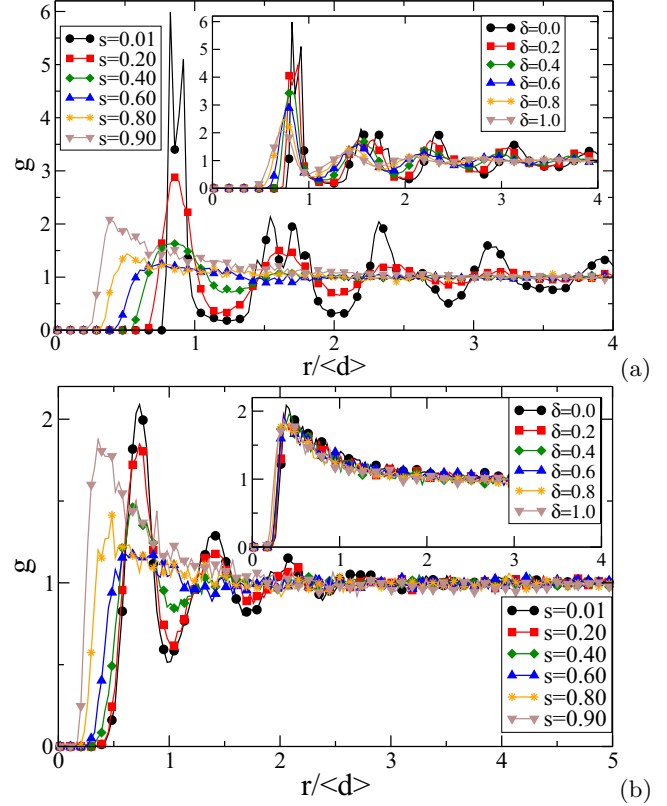 g
6
5
4
3
2
1
0
0 1 2 3 4
r/<d>
s=0.01
s=0.20
s=0.40
s=0.60
s=0.80
s=0.90
6
5
4
3
2
1
0
0 1 2 3 4
δ=0.0
δ=0.2
δ=0.4
δ=0.6
δ=0.8
δ=1.0
(a)
g
2
1
0
0 1 2 3 4 5
r/<d>
2
1
0
0 1 2 3 4
δ=0.0
δ=0.2
δ=0.4
δ=0.6
δ=0.8
δ=1.0
s=0.01
s=0.20
s=0.40
s=0.60
s=0.80
s=0.90
(b)